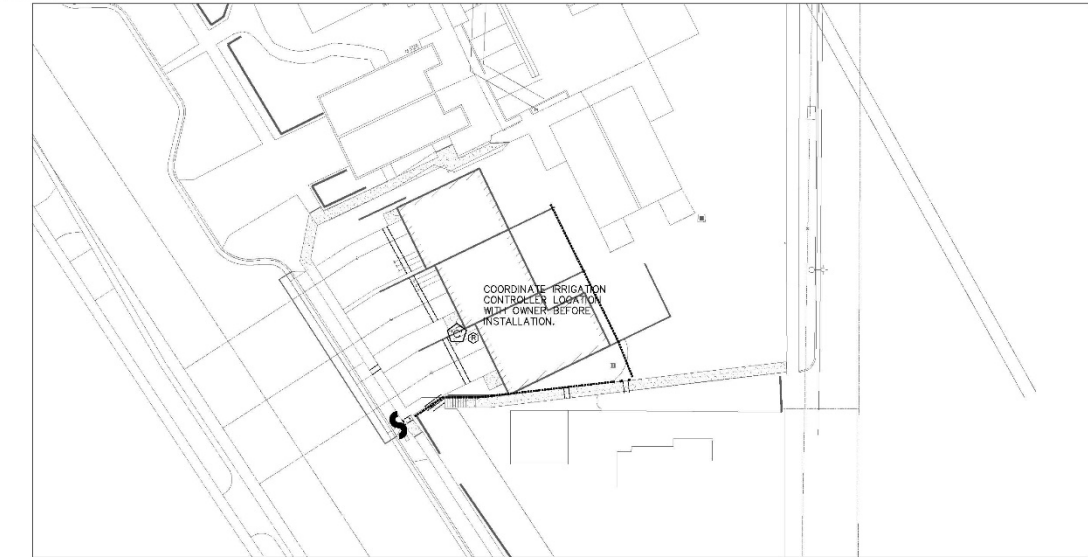 COORDINATE IRRIGATION
CONTROLLER LOCATION
WITH OWNER BEFORE
INSTALLATION.
R